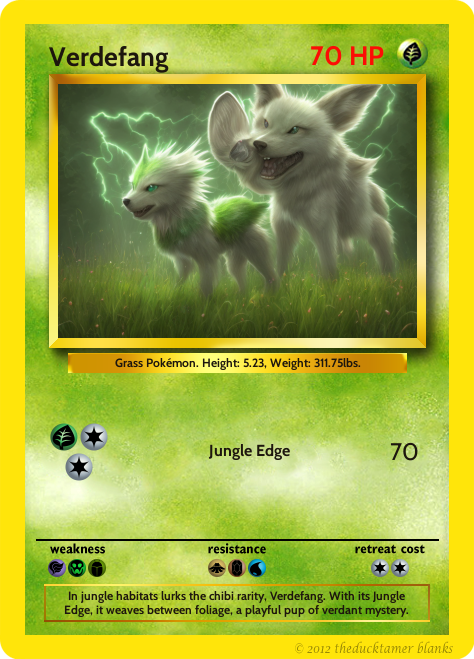 Verdefang 70 HP
Grass Pokémon. Height: 5.23, Weight: 311.75lbs.
Jungle Edge 70
weakness resistance retreat cost
In jungle habitats lurks the chibi rarity, Verdefang. With its Jungle
Edge, it weaves between foliage, a playful pup of verdant mystery.
© 2012 theducktamer blanks